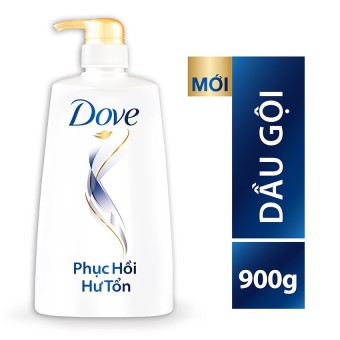 Dove
Phục Hồi
Hư Tổn
MỚI
DẦU GỘI
900g